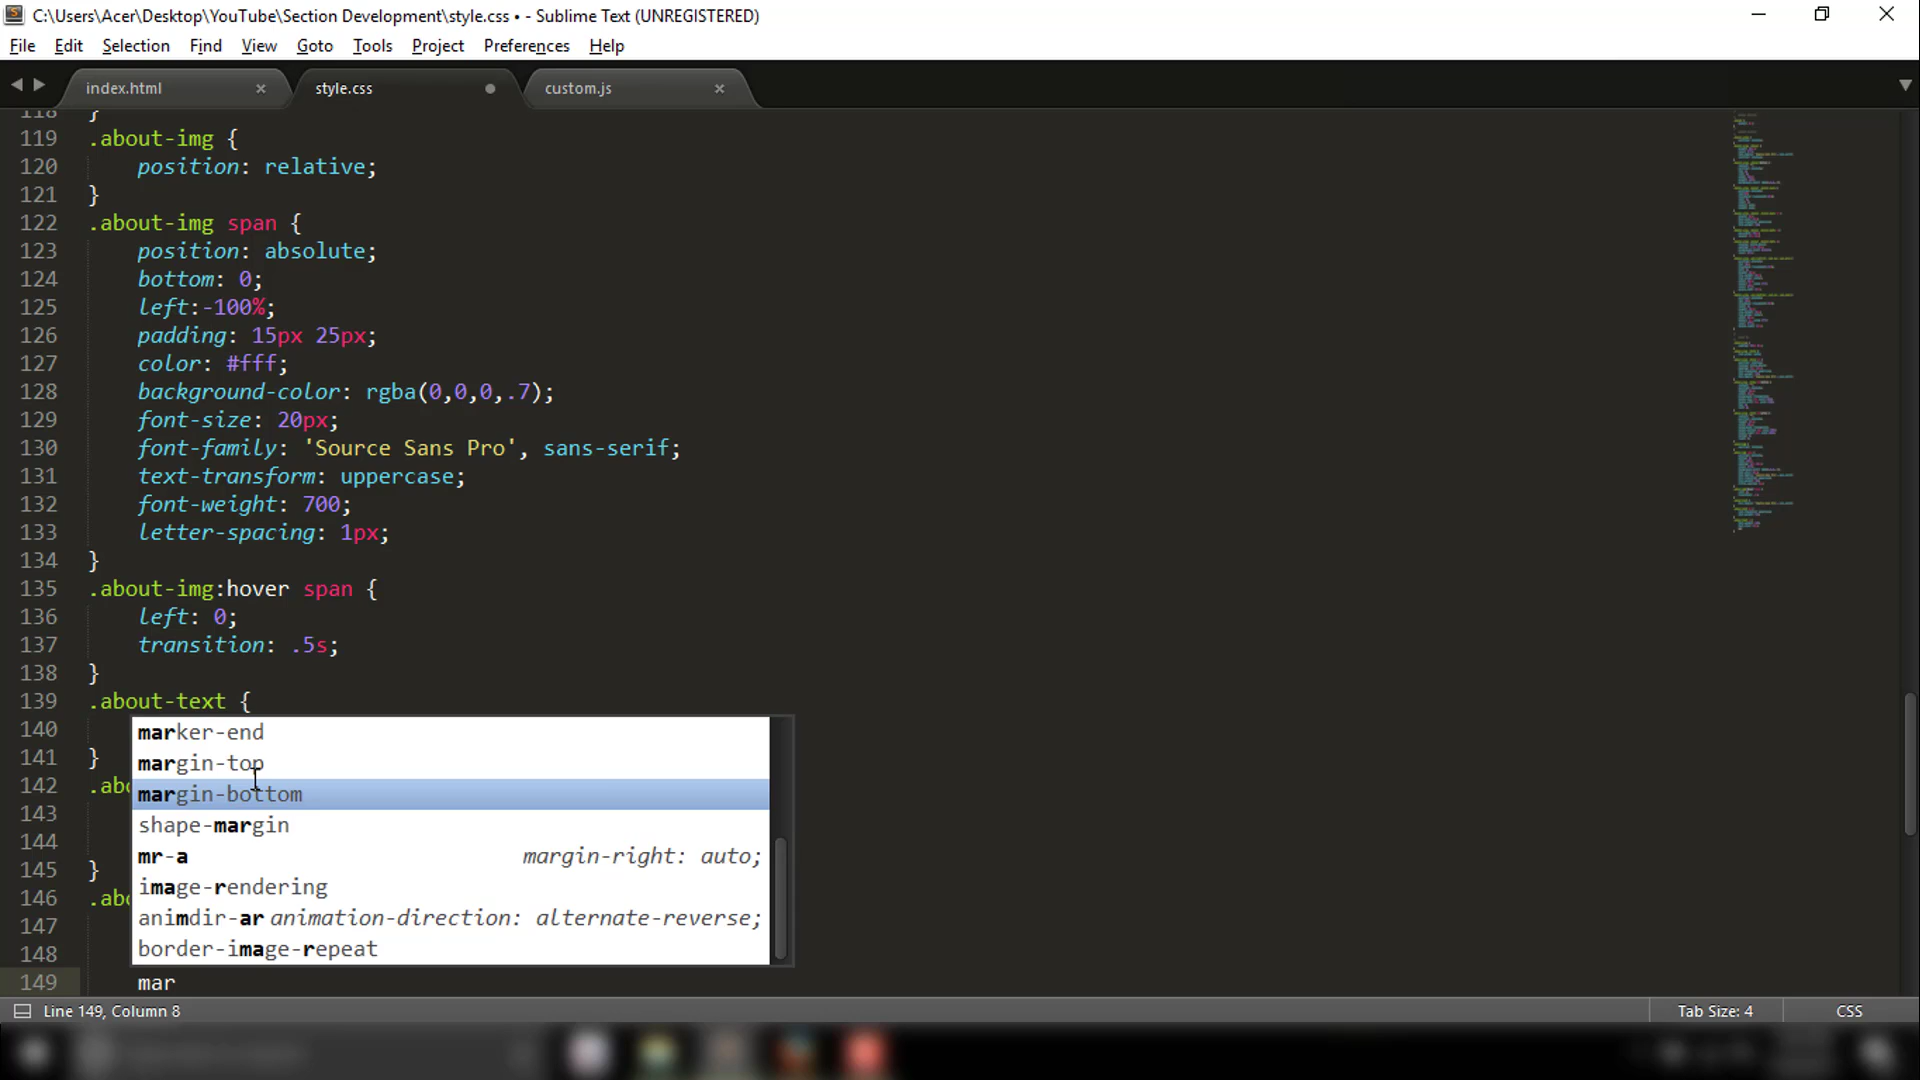 C:\Users\Acer\Desktop\YouTube\Section Development\style.css • - Sublime Text (UNREGISTERED)
File Edit Selection Find View Goto Tools Project Preferences Help
index.html × style.css custom.js ×
118 }
119 .about-img {
120 position: relative;
121 }
122 .about-img span {
123 position: absolute;
124 bottom: 0;
125 left:-100%;
126 padding: 15px 25px;
127 color: #fff;
128 background-color: rgba(0,0,0,.7);
129 font-size: 20px;
130 font-family: 'Source Sans Pro', sans-serif;
131 text-transform: uppercase;
132 font-weight: 700;
133 letter-spacing: 1px;
134 }
135 .about-img:hover span {
136 left: 0;
137 transition: .5s;
138 }
139 .about-text {
140 marker-end
141 } margin-top
142 .abo margin-bottom
143 shape-margin
144 mr-a margin-right: auto;
145 } image-rendering
146 .abo
147 animdir-ar animation-direction: alternate-reverse;
148 border-image-repeat
149 mar
Line 149, Column 8 Tab Size: 4 CSS